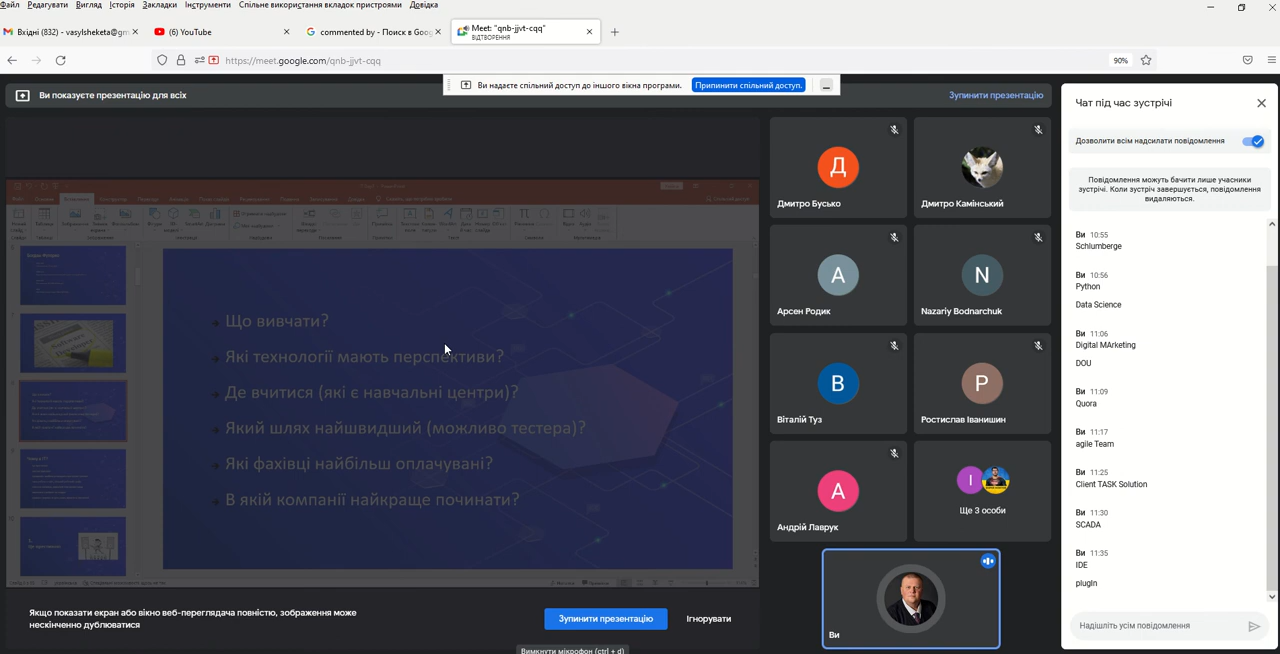 Файл Редагувати Вигляд Історія Закладки Інструменти Спільне використання вкладок пристроями Довідка
Вхідні (832) - vasylsheketa@gm
(6) YouTube
commented by - Поиск в Goog
Meet: "qnb-jjvt-cqq"
ВІДТВОРЕННЯ
https://meet.google.com/qnb-jjvt-cqq
90%
Ви надаєте спільний доступ до іншого вікна програми. Припинити спільний доступ.
Ви показуєте презентацію для всіх
Зупинити презентацію
Що вивчати?
Які технології мають перспективи?
Де вчитися (які є навчальні центри)?
Який шлях найшвидший (можливо тестера)?
Які фахівці найбільш оплачувані?
В якій компанії найкраще починати?
Якщо показати екран або вікно веб-переглядача повністю, зображення може
нескінченно дублюватися
Зупинити презентацію
Ігнорувати
Вимкнути мікрофон (ctrl + d)
Д
Дмитро Бусько
Дмитро Камінський
А
Арсен Родик
N
Nazariy Bodnarchuk
В
Віталій Туз
Р
Ростислав Іванишин
А
Андрій Лаврук
І
Ще 3 особи
Ви
Чат під час зустрічі
Дозволити всім надсилати повідомлення
Повідомлення можуть бачити лише учасники
зустрічі. Коли зустріч завершується, повідомлення
видаляються.
Ви 10:55
Schlumberge
Ви 10:56
Python
Data Science
Ви 11:06
Digital MArketing
DOU
Ви 11:09
Quora
Ви 11:17
agile Team
Ви 11:25
Client TASK Solution
Ви 11:30
SCADA
Ви 11:35
IDE
plugIn
Надішліть усім повідомлення